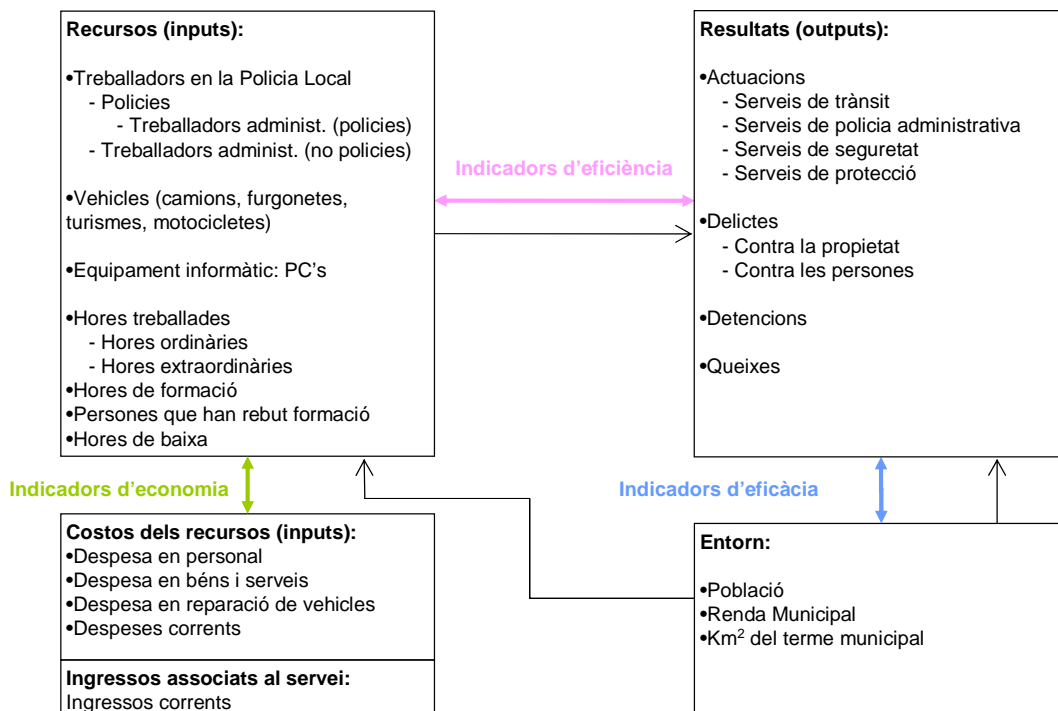 Recursos (inputs):
•Treballadors en la Policia Local
- Policies
- Treballadors administ. (policies)
- Treballadors administ. (no policies)
•Vehicles (camions, furgonetes,
turismes, motocicletes)
•Equipament informàtic: PC's
•Hores treballades
- Hores ordinàries
- Hores extraordinàries
•Hores de formació
•Persones que han rebut formació
•Hores de baixa
Indicadors d'eficiència
Resultats (outputs):
•Actuacions
- Serveis de trànsit
- Serveis de policia administrativa
- Serveis de seguretat
- Serveis de protecció
•Delictes
- Contra la propietat
- Contra les persones
•Detencions
•Queixes
Indicadors d'economia
Indicadors d'eficàcia
Costos dels recursos (inputs):
•Despesa en personal
•Despesa en béns i serveis
•Despesa en reparació de vehicles
•Despeses corrents
Ingressos associats al servei:
Ingressos corrents
Entorn:
•Població
•Renda Municipal
•Km² del terme municipal